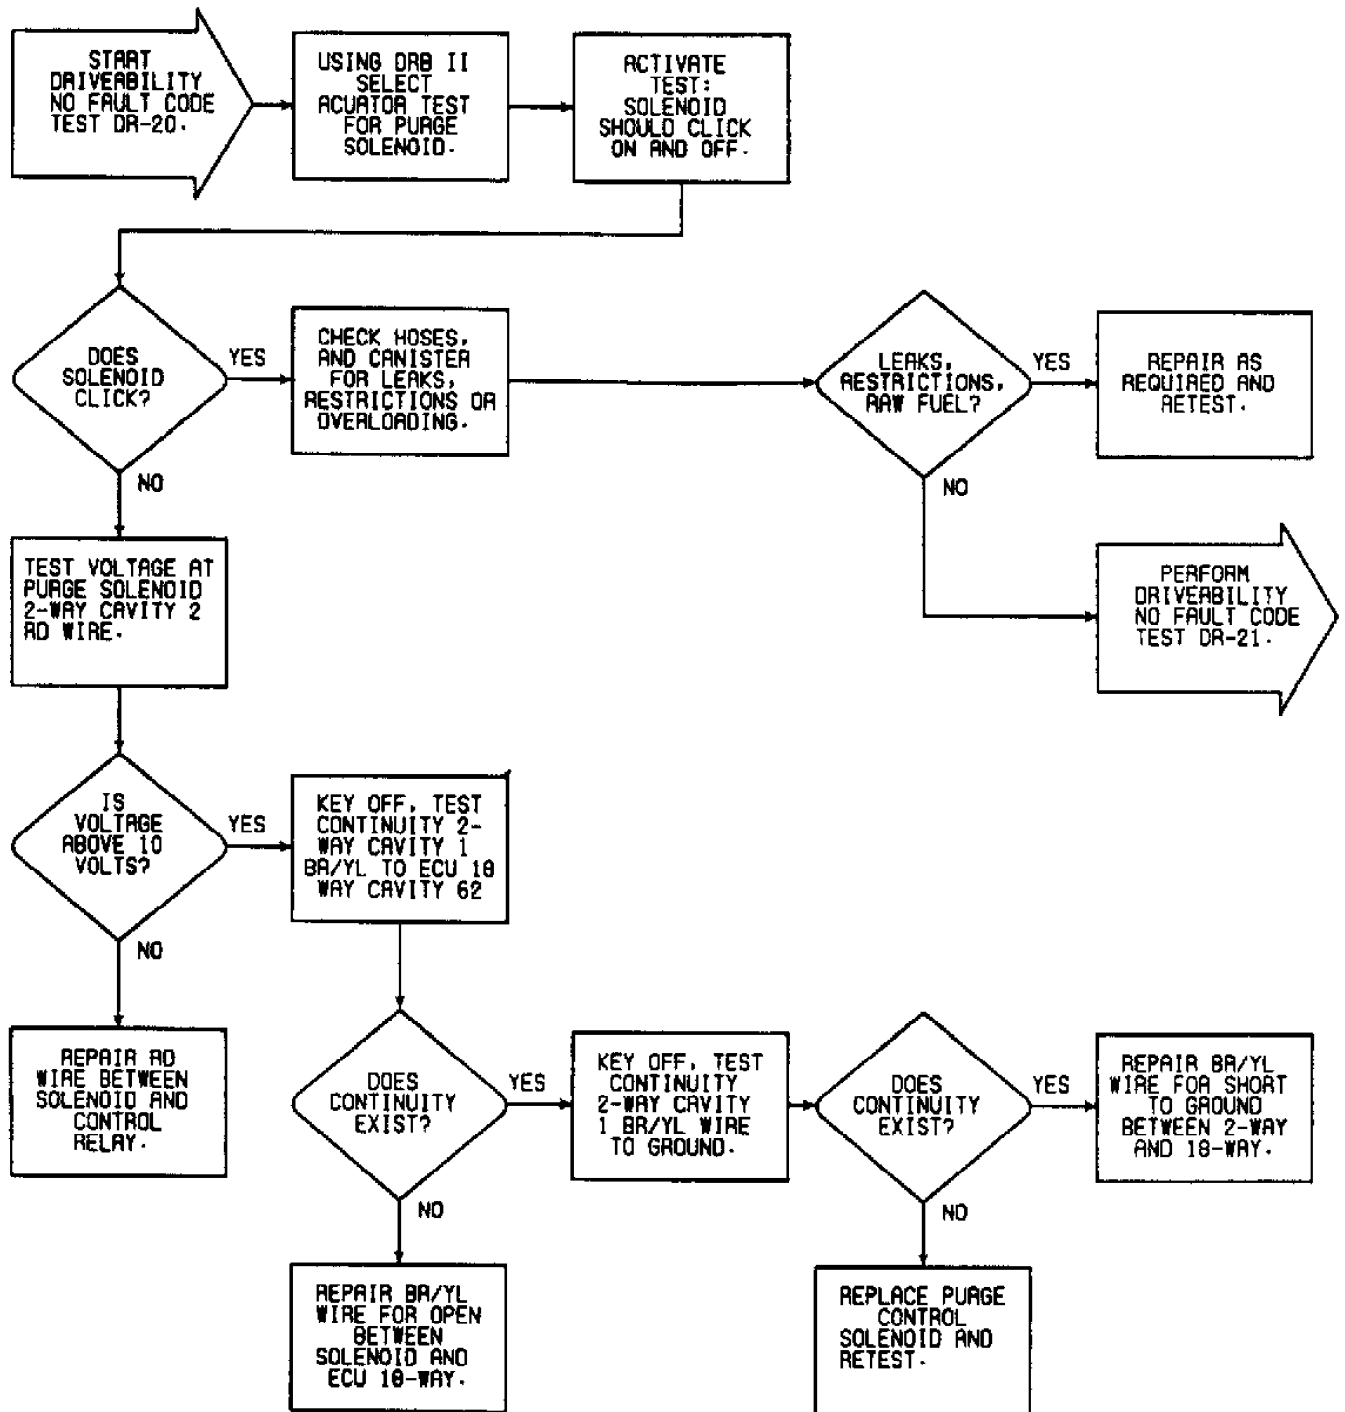 START
DRIVEABILITY
NO FAULT CODE
TEST DR-20.
USING DRB II
SELECT
ACUATOR TEST
FOR PURGE
SOLENOID.
ACTIVATE
TEST:
SOLENOID
SHOULD CLICK
ON AND OFF.
DOES
SOLENOID
CLICK?
YES
NO
CHECK HOSES,
AND CANISTER
FOR LEAKS,
RESTRICTIONS OR
OVERLOADING.
LEAKS,
RESTRICTIONS,
RAW FUEL?
YES
NO
REPAIR AS
REQUIRED AND
RETEST.
PERFORM
DRIVEABILITY
NO FAULT CODE
TEST DR-21.
TEST VOLTAGE AT
PURGE SOLENOID
2-WAY CAVITY 2
RD WIRE.
IS
VOLTAGE
ABOVE 10
VOLTS?
YES
NO
KEY OFF, TEST
CONTINUITY 2-
WAY CAVITY 1
BR/YL TO ECU 18
WAY CAVITY 62
REPAIR RD
WIRE BETWEEN
SOLENOID AND
CONTROL
RELAY.
DOES
CONTINUITY
EXIST?
YES
NO
KEY OFF, TEST
CONTINUITY
2-WAY CAVITY
1 BR/YL WIRE
TO GROUND.
DOES
CONTINUITY
EXIST?
YES
NO
REPAIR BR/YL
WIRE FOR SHORT
TO GROUND
BETWEEN 2-WAY
AND 18-WAY.
REPAIR BR/YL
WIRE FOR OPEN
BETWEEN
SOLENOID AND
ECU 18-WAY.
REPLACE PURGE
CONTROL
SOLENOID AND
RETEST.